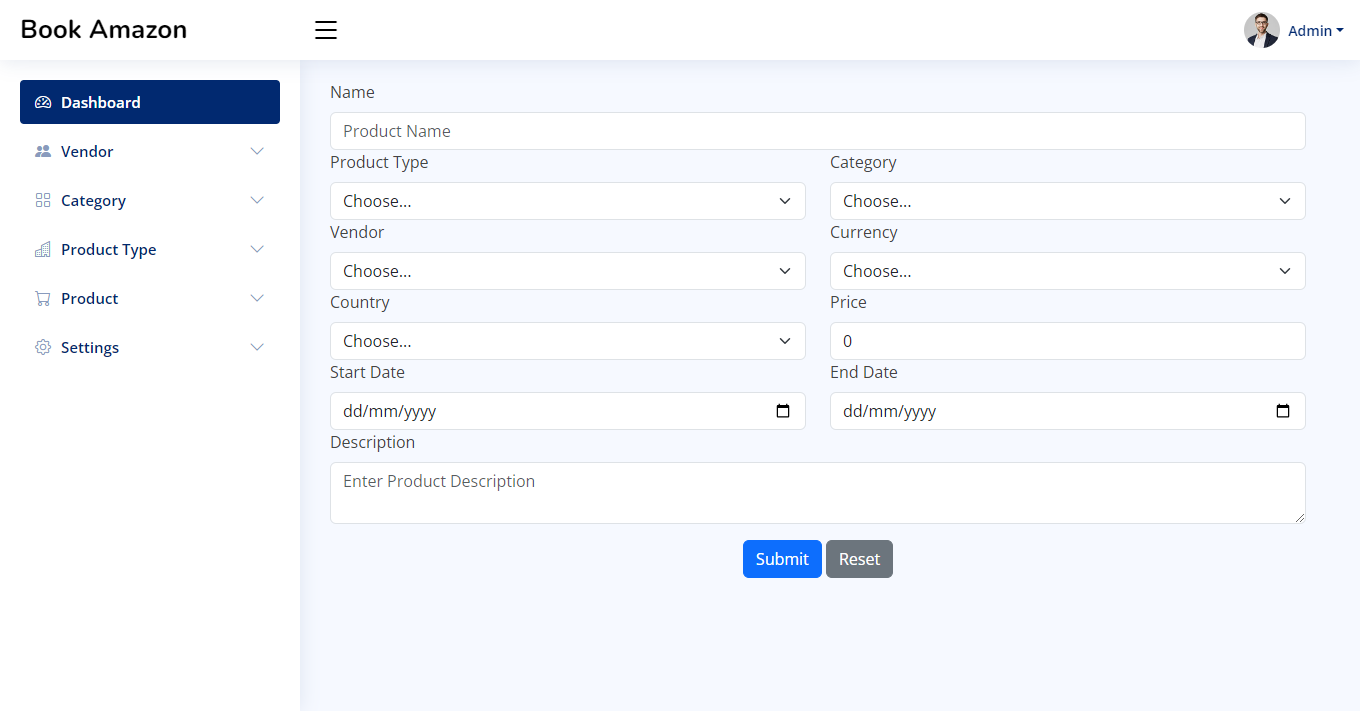 Book Amazon
Admin
Dashboard
Vendor
Category
Product Type
Product
Settings
Name
Product Name
Product Type Category
Choose... Choose...
Vendor Currency
Choose... Choose...
Country Price
Choose... 0
Start Date End Date
dd/mm/yyyy dd/mm/yyyy
Description
Enter Product Description
Submit Reset